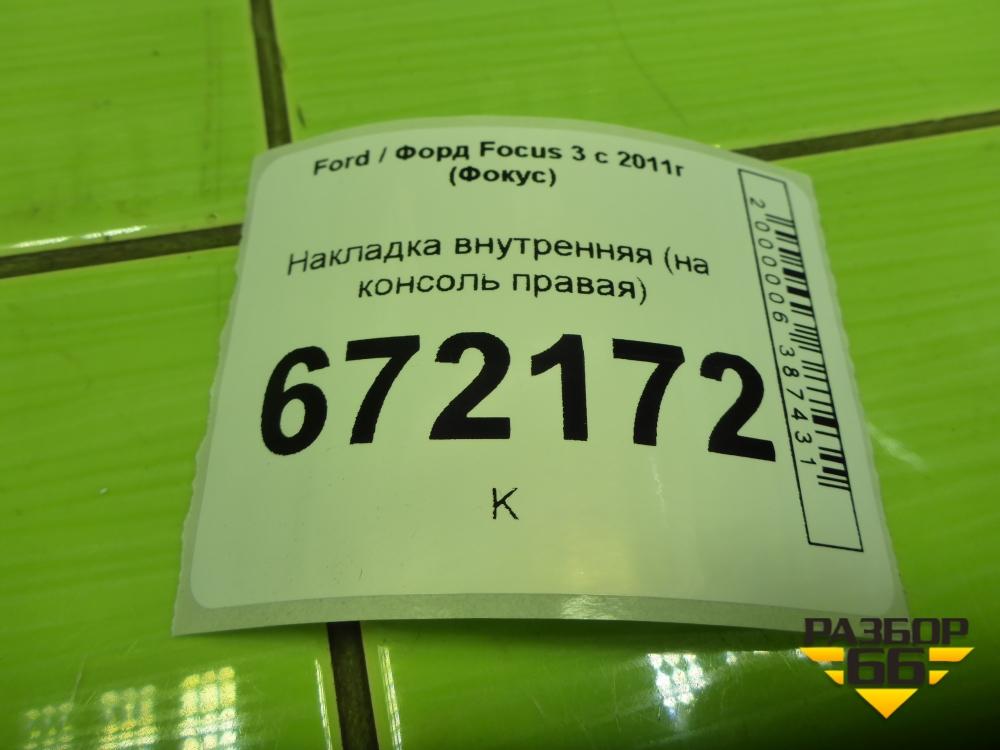 Ford / Форд Focus 3 с 2011г
(Фокус)
Накладка внутренняя (на
консоль правая)
672172
К
2000006387431
РАЗБОР
66